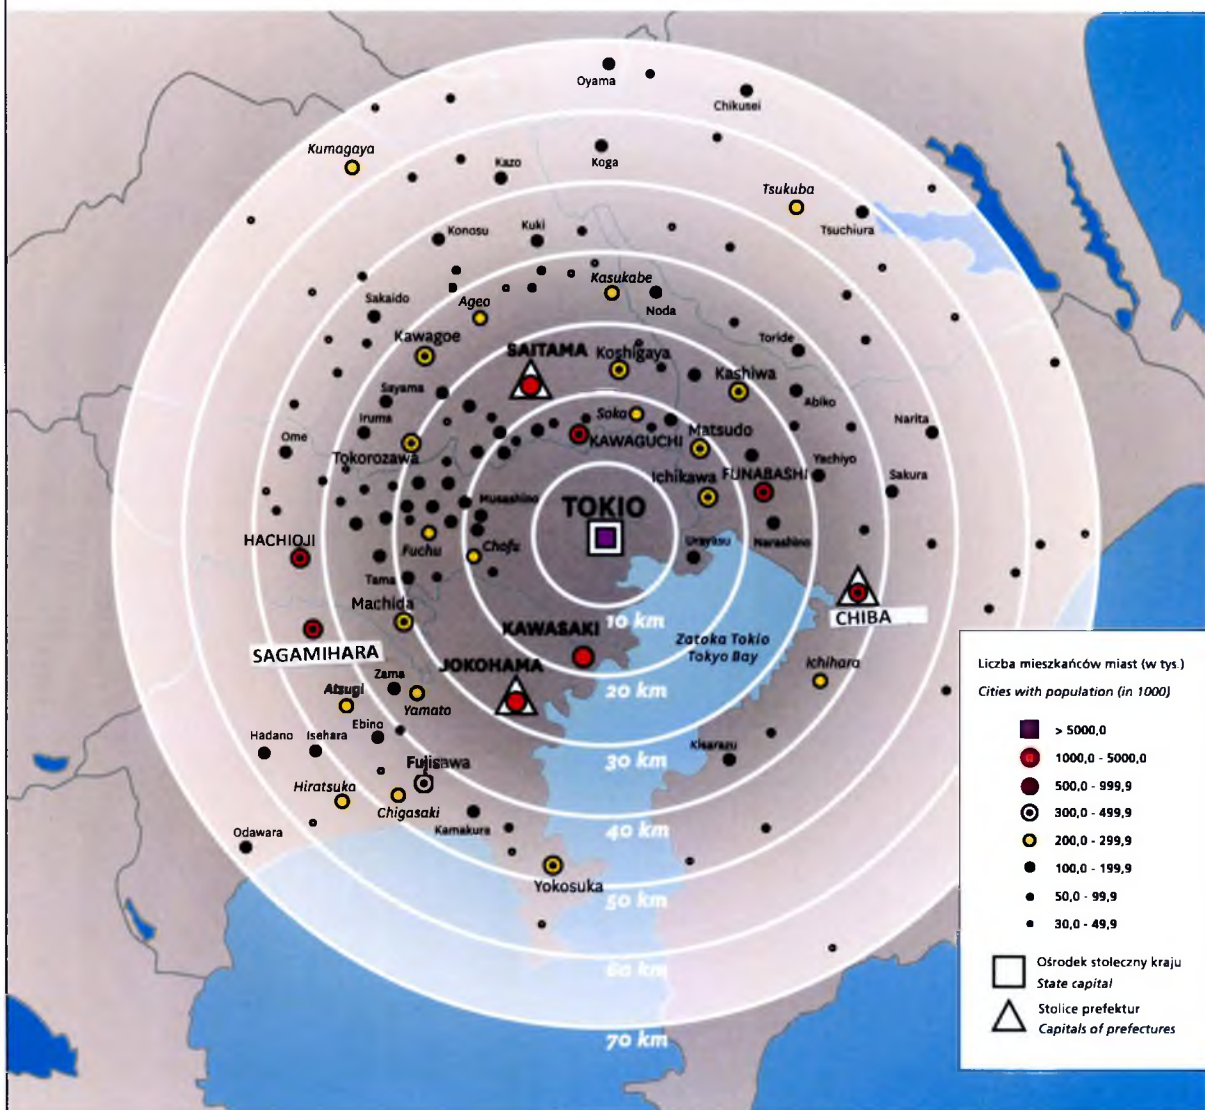 Oyama
Chikusei
Kumagaya
Kazo
Koga
Tsukuba
Tsuchiura
Konosu
Kuki
Kasukabe
Sakaido
Ageo
Noda
Kawagoe
SAITAMA
Koshigaya
Toride
Kashiwa
Sayama
Abiko
Iruma
Soka
Narita
Ome
KAWAGUCHI
Matsudo
Tokorozawa
Ichikawa
FUNABASHI
Yachiyo
Sakura
Musashino
TOKIO
HACHIOJI
Fuchu
Chofu
Urayasu
Narashino
Tama
Machida
10 km
CHIBA
KAWASAKI
Zatoka Tokio
Tokyo Bay
SAGAMIHARA
JOKOHAMA
Ichihara
Zama
20 km
Atsugi
Yamato
Hadano
Isehara
Ebino
Kisarazu
Fujisawa
30 km
Hiratsuka
Chigasaki
Odawara
Kamakura
40 km
Yokosuka
50 km
60 km
70 km
Liczba mieszkańców miast (w tys.)
Cities with population (in 1000)
> 5000,0
1000,0 - 5000,0
500,0 - 999,9
300,0 - 499,9
200,0 - 299,9
100,0 - 199,9
50,0 - 99,9
30,0 - 49,9
Ośrodek stołeczny kraju
State capital
Stolice prefektur
Capitals of prefectures